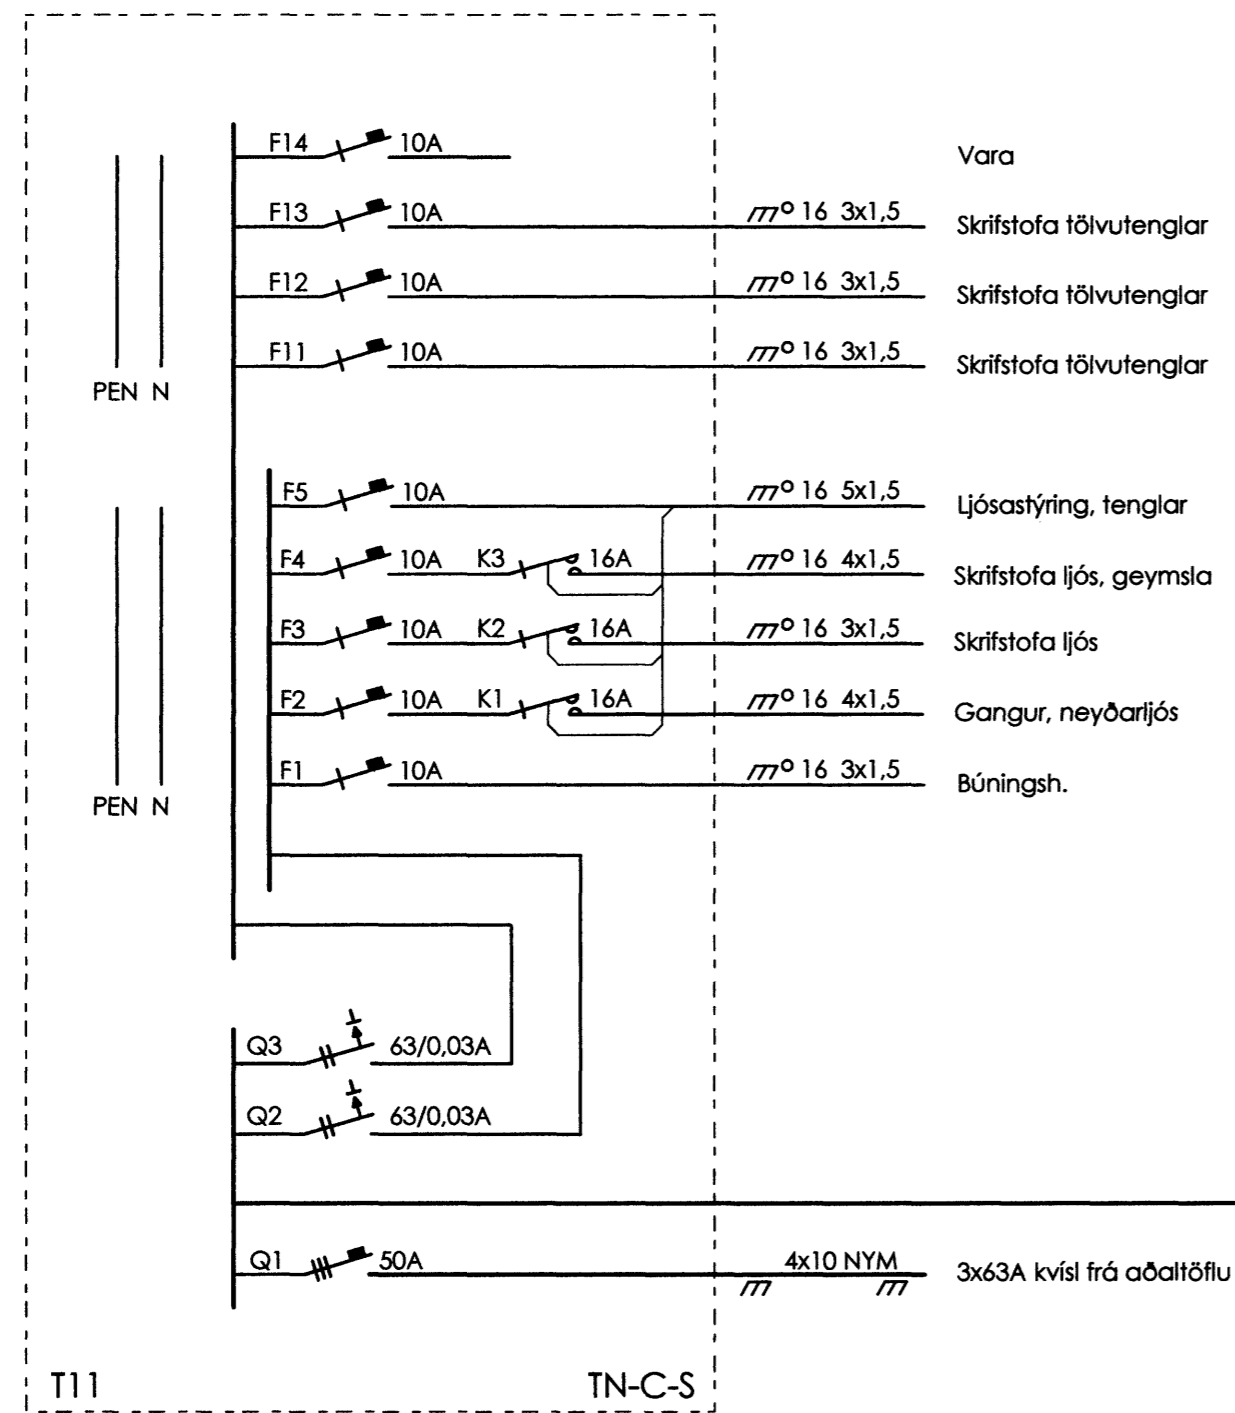 F14 10A Vara
F13 10A 16 3x1,5 Skrifstofa tölvutenglar
F12 10A 16 3x1,5 Skrifstofa tölvutenglar
F11 10A 16 3x1,5 Skrifstofa tölvutenglar
PEN N
F5 10A 16 5x1,5 Ljósastýring, tenglar
F4 10A K3 16A 16 4x1,5 Skrifstofa ljós, geymsla
F3 10A K2 16A 16 3x1,5 Skrifstofa ljós
F2 10A K1 16A 16 4x1,5 Gangur, neyðarljós
F1 10A 16 3x1,5 Búningsh.
PEN N
Q3 63/0,03A
Q2 63/0,03A
Q1 50A 4x10 NYM 3x63A kvísl frá aðaltöflu
T11 TN-C-S